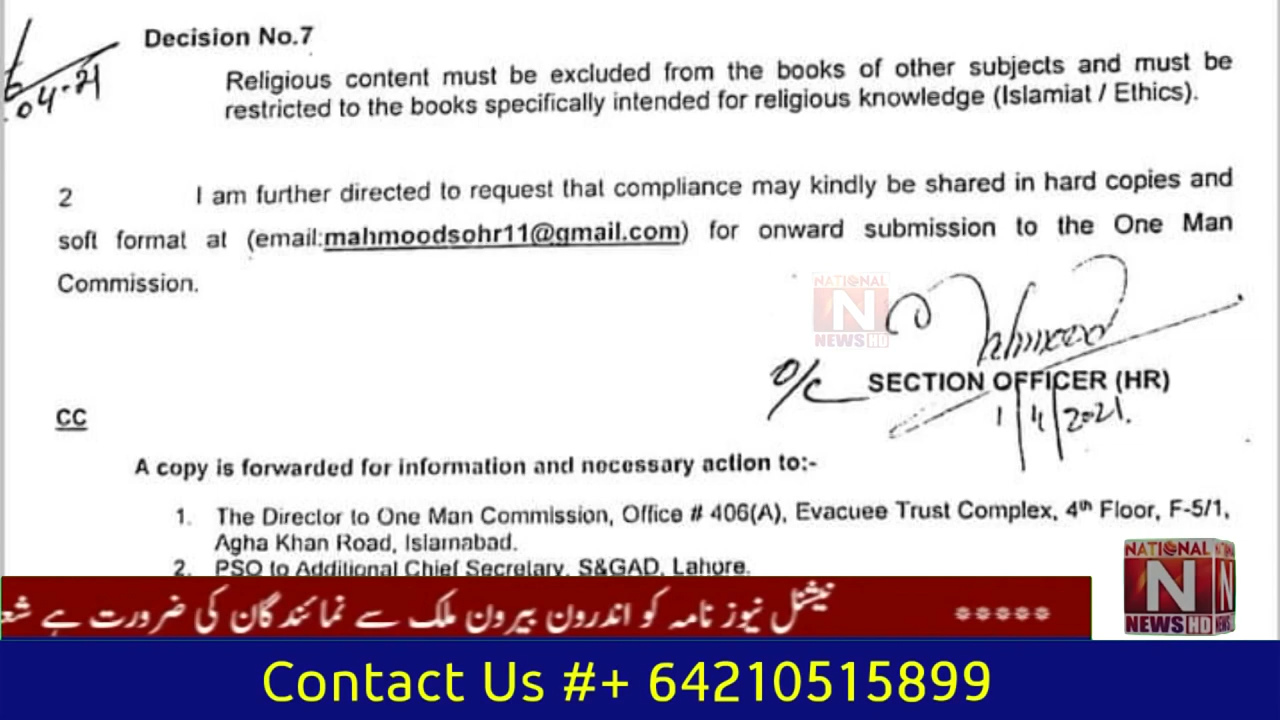 Decision No.7
04-21
Religious content must be excluded from the books of other subjects and must be
restricted to the books specifically intended for religious knowledge (Islamiat / Ethics).
2 I am further directed to request that compliance may kindly be shared in hard copies and
soft format at (email:mahmoodsohr11@gmail.com) for onward submission to the One Man
Commission.
NATIONAL
N
NEWS HD
Mahmood
O/C SECTION OFFICER (HR)
1/4/2021.
CC
A copy is forwarded for information and necessary action to:-
1. The Director to One Man Commission, Office # 406(A), Evacuee Trust Complex, 4th Floor, F-5/1,
Agha Khan Road, Islamabad.
2. PSO to Additional Chief Secretary, S&GAD, Lahore.
نیشنل نیوز نامہ کو اندرون بیرون ملک سے نمائندگان کی ضرورت ہے شعـ
*****
NATIONAL
N N
NEWS HD
Contact Us #+ 64210515899